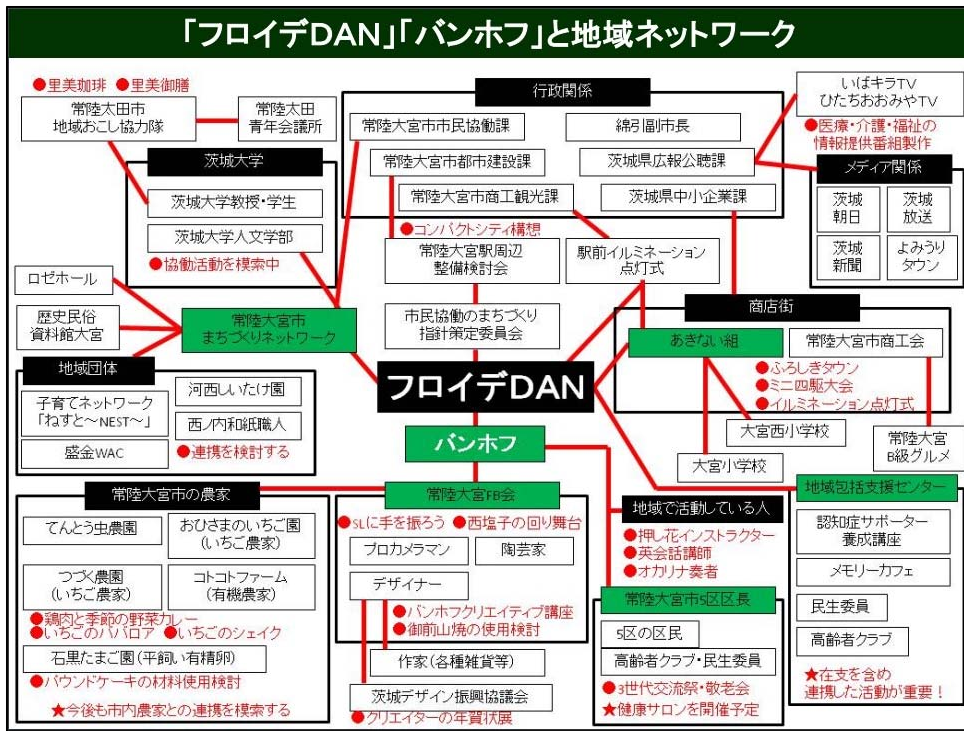 「フロイデDAN」「バンホフ」と地域ネットワーク
●里美珈琲 ●里美御膳
常陸太田市
地域おこし協力隊
常陸太田
青年会議所
茨城大学
茨城大学教授・学生
茨城大学人文学部
●協働活動を模索中
行政関係
常陸大宮市市民協働課
綿引副市長
常陸大宮市都市建設課
茨城県広報公聴課
常陸大宮市商工観光課
茨城県中小企業課
●コンパクトシティ構想
常陸大宮駅周辺
整備検討会
駅前イルミネーション
点灯式
市民協働のまちづくり
指針策定委員会
いばキラTV
ひたちおおみやTV
●医療・介護・福祉の
情報提供番組製作
メディア関係
茨城
朝日
茨城
放送
茨城
新聞
よみうり
タウン
ロゼホール
歴史民俗
資料館大宮
常陸大宮市
まちづくりネットワーク
地域団体
子育てネットワーク
「ねすと～NEST～」
河西しいたけ園
西ノ内和紙職人
盛金WAC
●連携を検討する
フロイデDAN
バンホフ
商店街
あきない組
常陸大宮市商工会
●ふろしきタウン
●ミニ四駆大会
●イルミネーション点灯式
大宮西小学校
大宮小学校
常陸大宮
B級グルメ
常陸大宮市の農家
てんとう虫農園
おひさまのいちご園
(いちご農家)
つづく農園
(いちご農家)
コトコトファーム
(有機農家)
●鶏肉と季節の野菜カレー
●いちごのババロア ●いちごのシェイク
石黒たまご園(平飼い有精卵)
●パウンドケーキの材料使用検討
★今後も市内農家との連携を模索する
常陸大宮FB会
●SLに手を振ろう ●西塩子の回り舞台
プロカメラマン
陶芸家
デザイナー
●バンホフクリエイティブ講座
●御前山焼の使用検討
作家(各種雑貨等)
茨城デザイン振興協議会
●クリエイターの年賀状展
地域で活動している人
●押し花インストラクター
●英会話講師
●オカリナ奏者
常陸大宮市5区区長
5区の区民
高齢者クラブ・民生委員
●3世代交流祭・敬老会
★健康サロンを開催予定
地域包括支援センター
認知症サポーター
養成講座
メモリーカフェ
民生委員
高齢者クラブ
★在支を含め
連携した活動が重要！